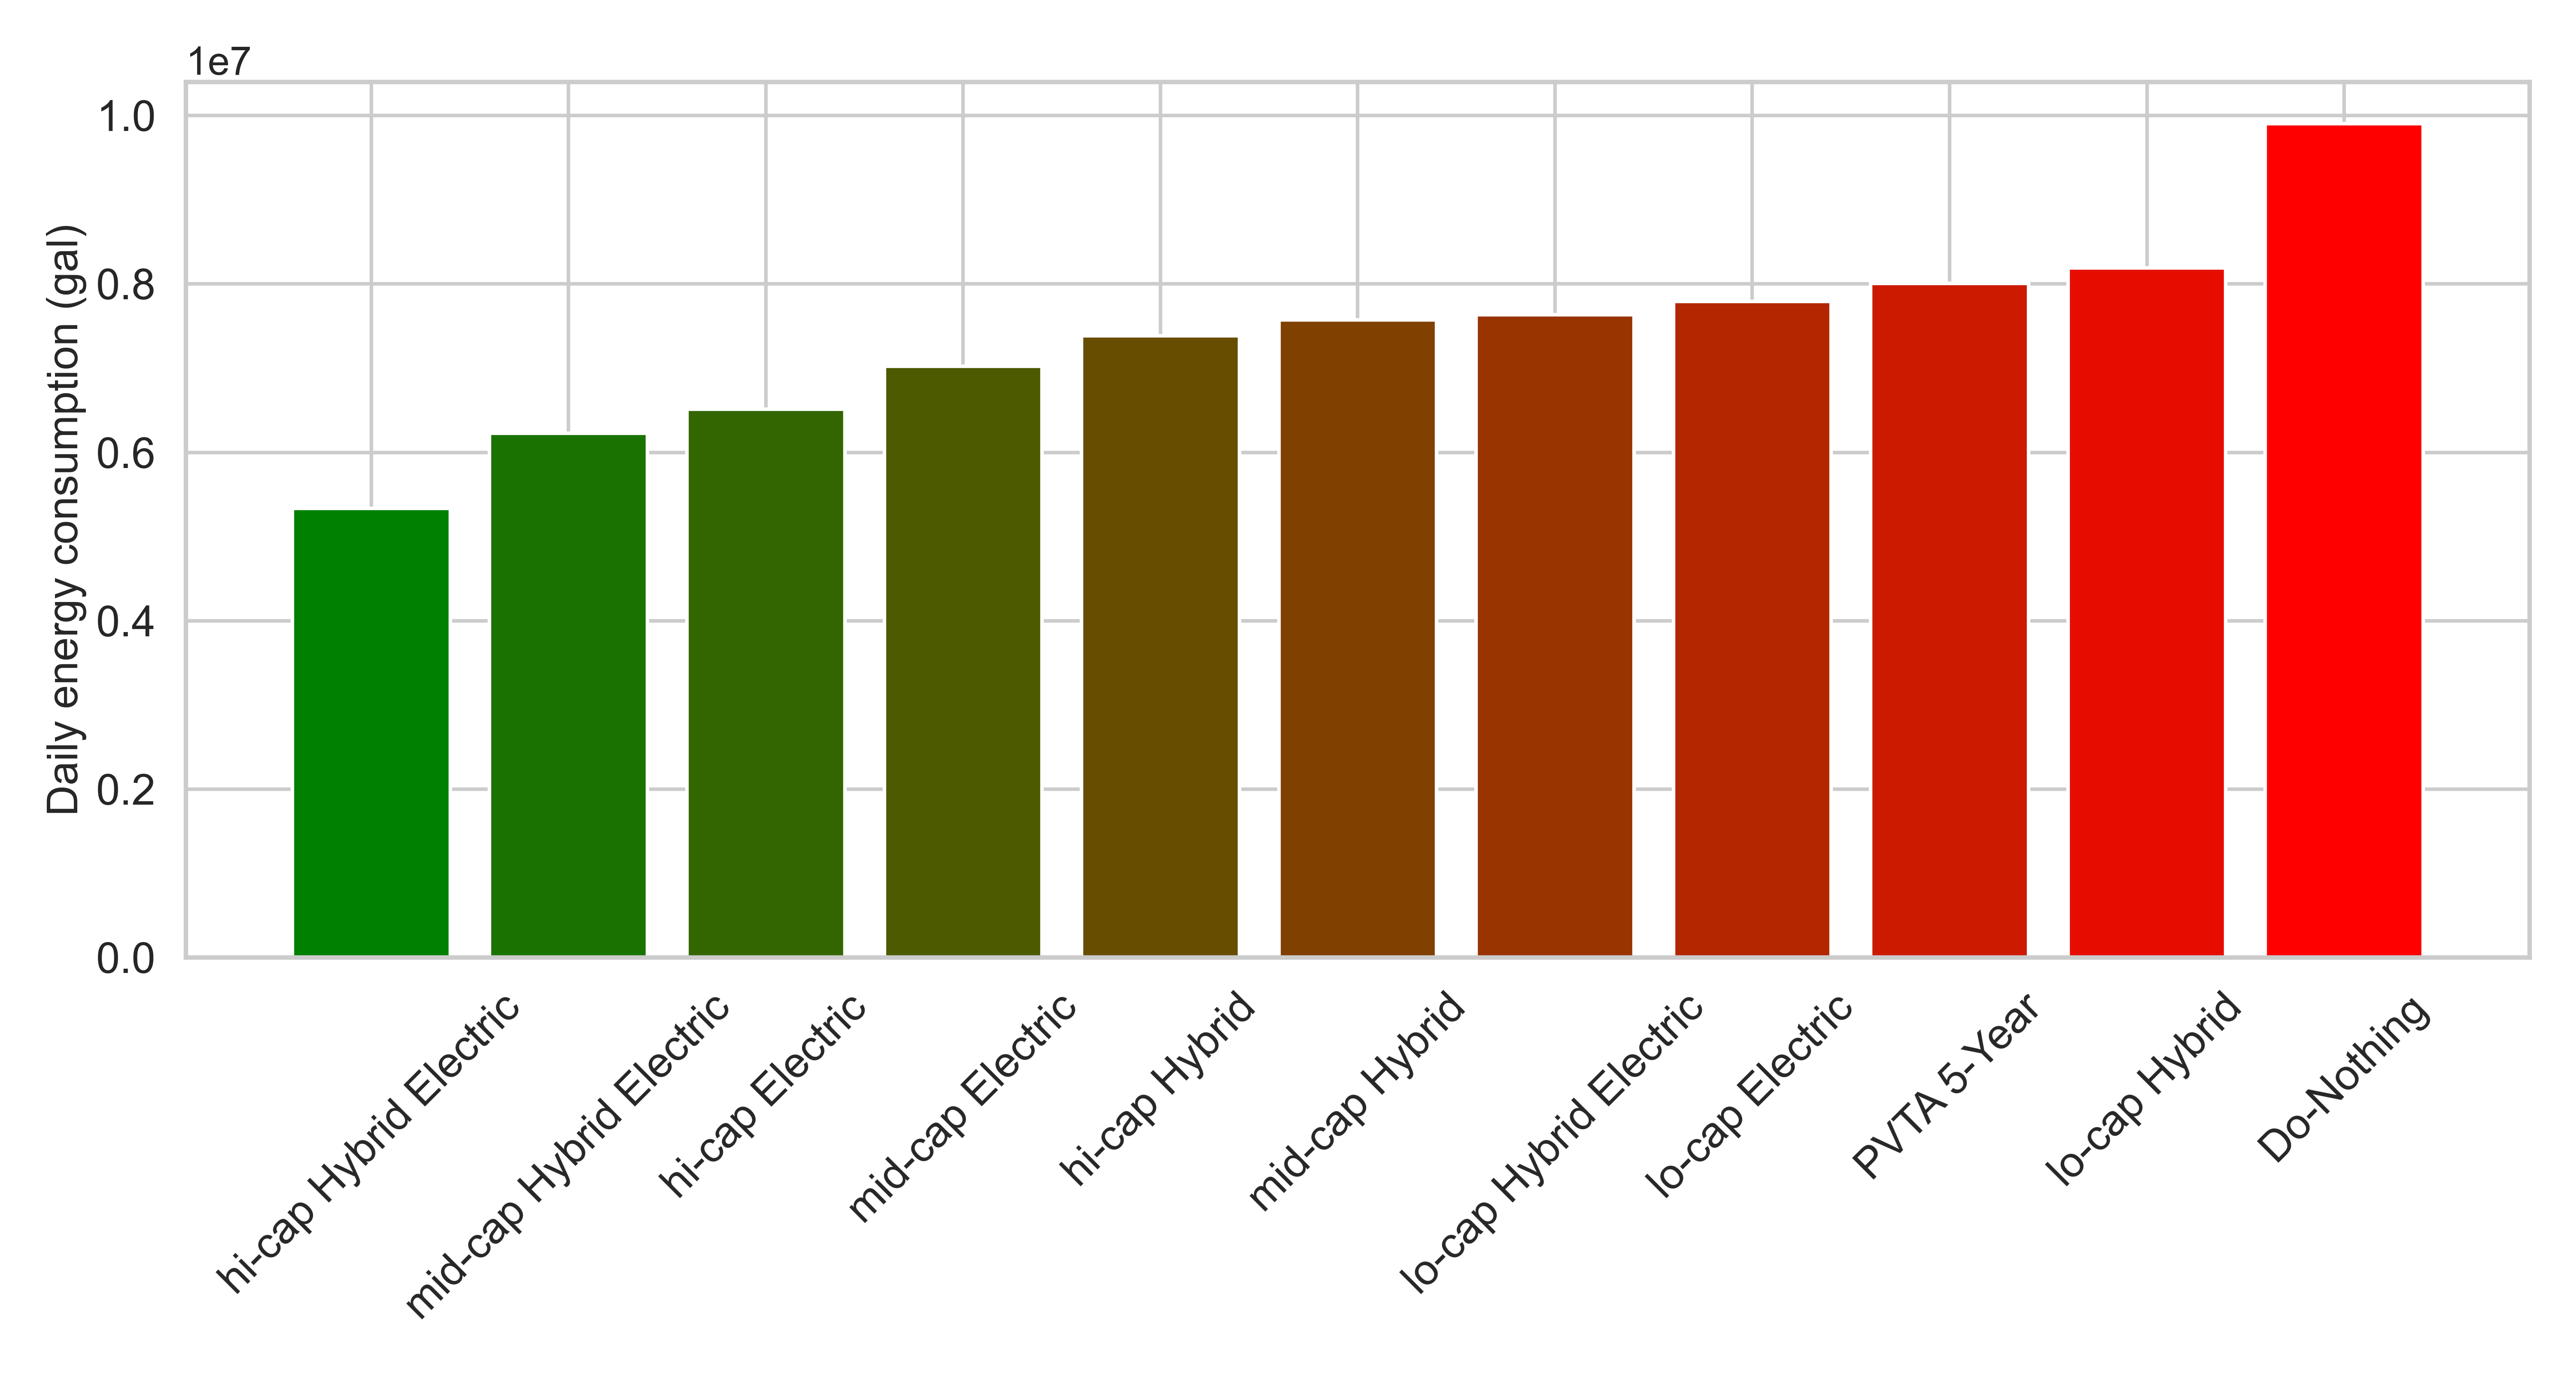 1e7
1.0
0.8
0.6
0.4
0.2
0.0
Daily energy consumption (gal)
hi-cap Hybrid Electric
mid-cap Hybrid Electric
hi-cap Electric
mid-cap Electric
hi-cap Hybrid
mid-cap Hybrid
lo-cap Hybrid Electric
lo-cap Electric
PVTA 5-Year
lo-cap Hybrid
Do-Nothing